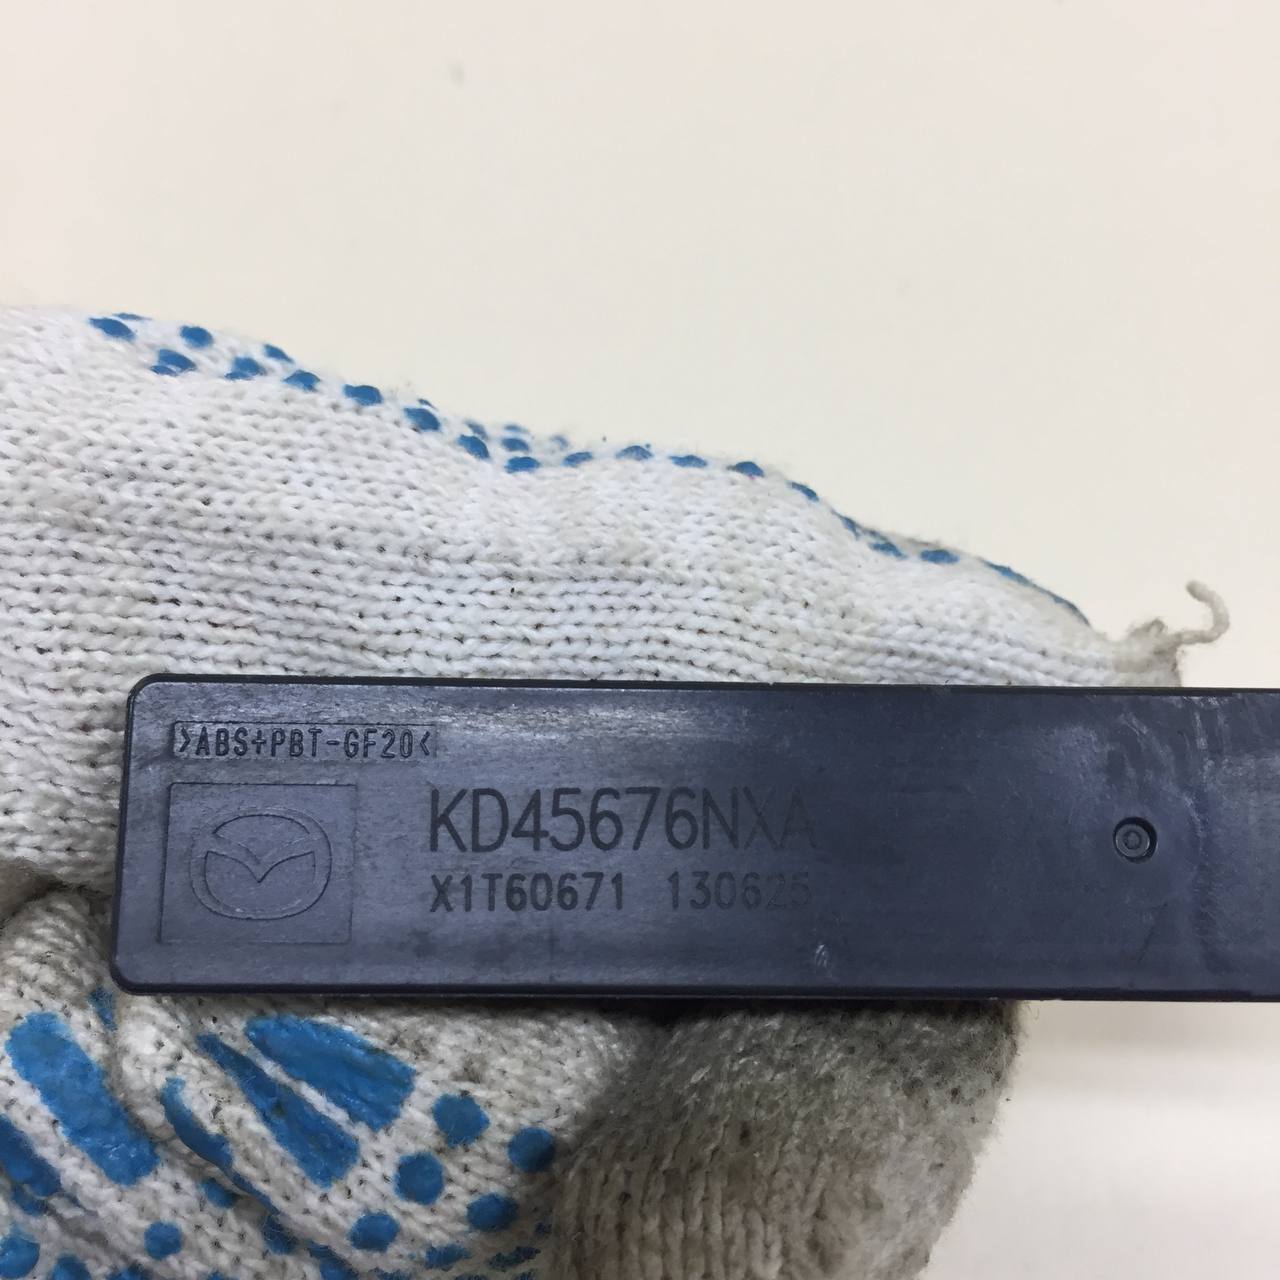 >ABS+PBT-GF20<
KD45676NXA
X1T60671 130625